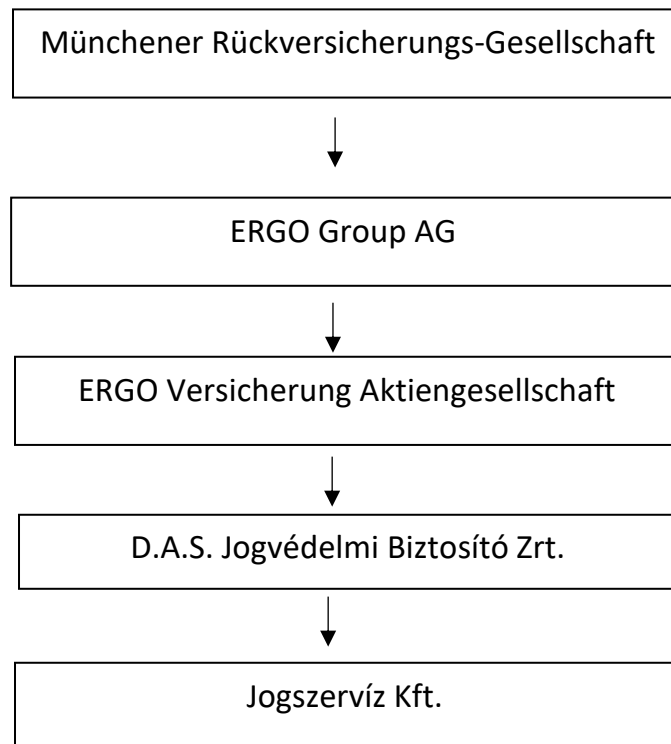 Münchener Rückversicherungs-Gesellschaft
ERGO Group AG
ERGO Versicherung Aktiengesellschaft
D.A.S. Jogvédelmi Biztosító Zrt.
Jogszervíz Kft.